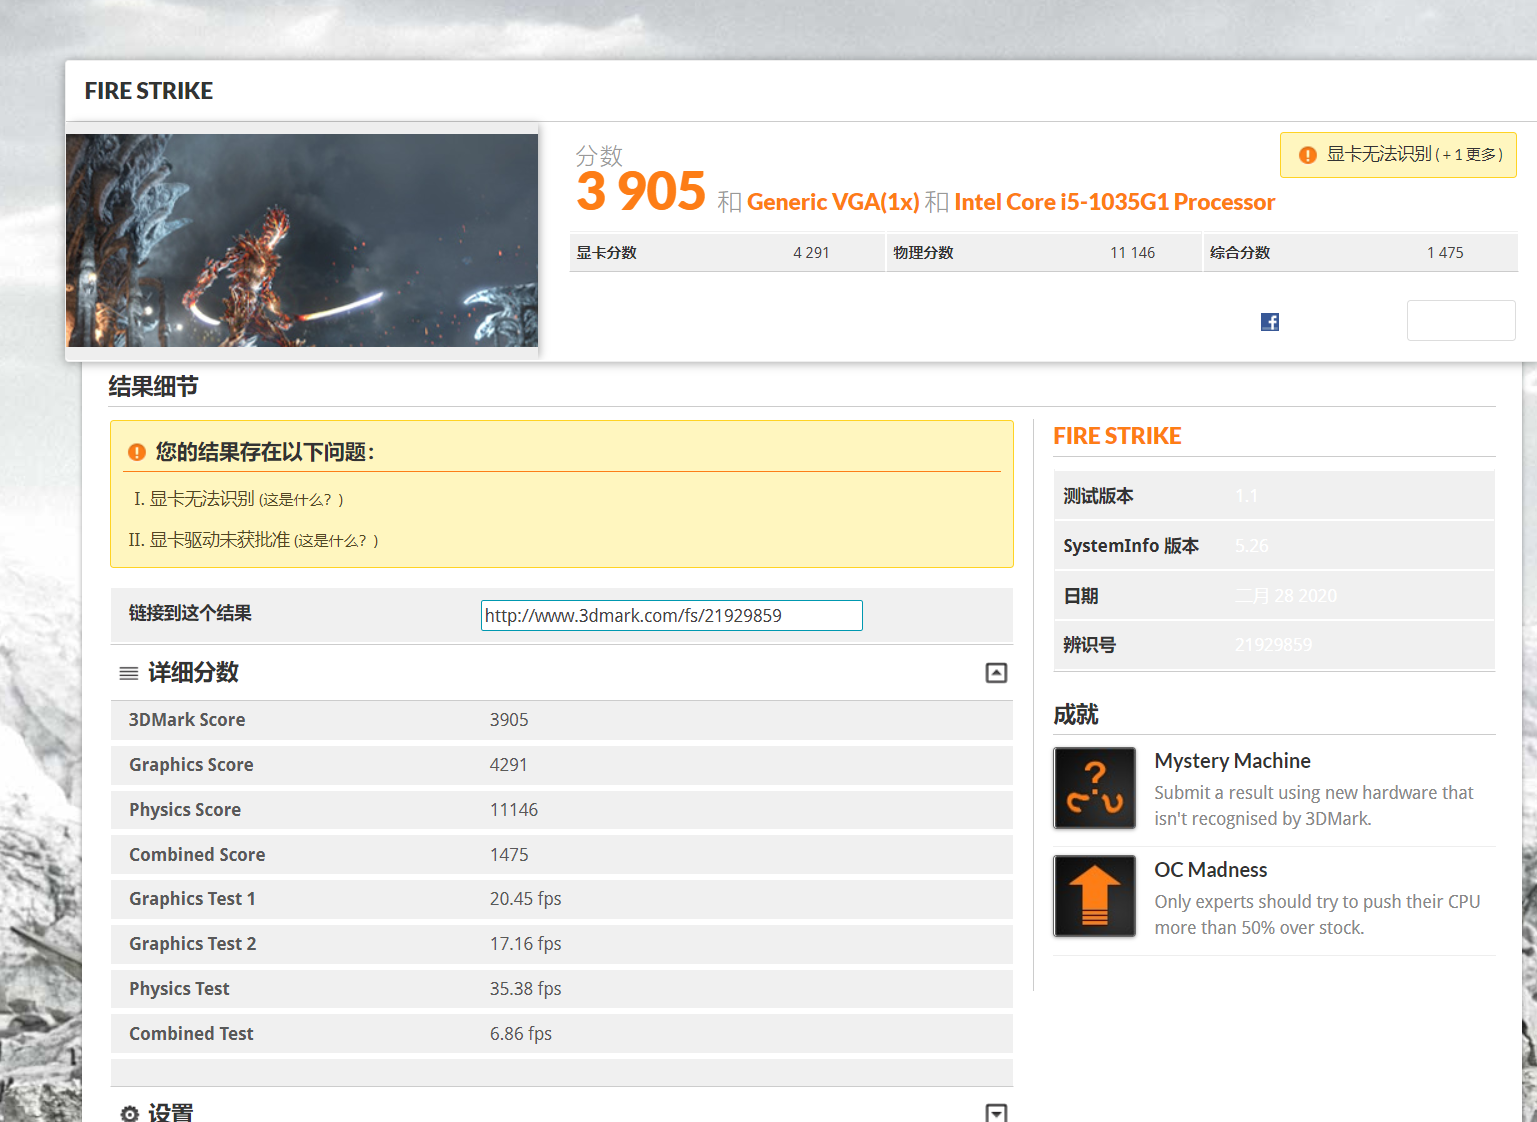 FIRE STRIKE
分数
3 905 和 Generic VGA(1x) 和 Intel Core i5-1035G1 Processor
显卡无法识别 ( + 1 更多 )
显卡分数 4 291 物理分数 11 146 综合分数 1 475
结果细节
您的结果存在以下问题：
I. 显卡无法识别 (这是什么？)
II. 显卡驱动未获批准 (这是什么？)
链接到这个结果 http://www.3dmark.com/fs/21929859
详细分数
3DMark Score 3905
Graphics Score 4291
Physics Score 11146
Combined Score 1475
Graphics Test 1 20.45 fps
Graphics Test 2 17.16 fps
Physics Test 35.38 fps
Combined Test 6.86 fps
设置
FIRE STRIKE
测试版本 1.1
SystemInfo 版本 5.26
日期 二月 28 2020
辨识号 21929859
成就
Mystery Machine
Submit a result using new hardware that
isn't recognised by 3DMark.
OC Madness
Only experts should try to push their CPU
more than 50% over stock.